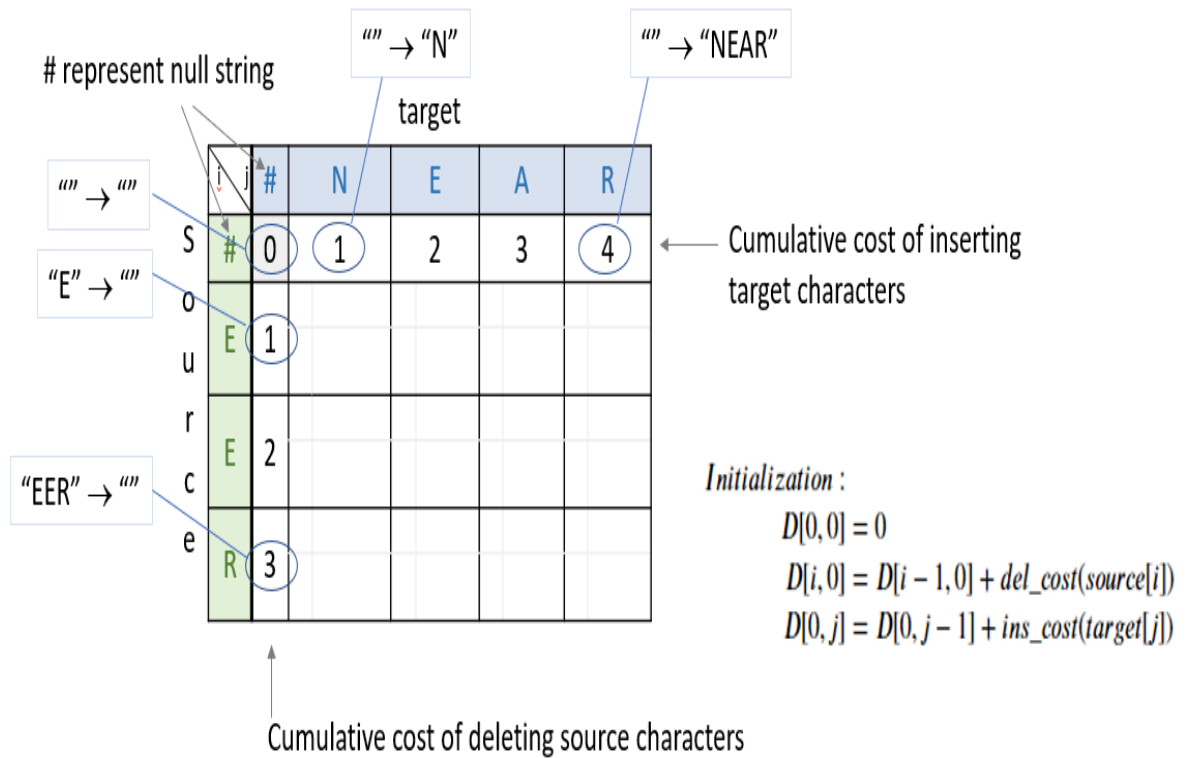 “” → “N”
“” → “NEAR”
# represent null string
target
i j # N E A R
“” → “”
S
# 0 1 2 3 4
Cumulative cost of inserting
target characters
“E” → “”
o
E 1
u
r
E 2
c
“EER” → “”
e
R 3
Initialization :
D[0,0] = 0
D[i,0] = D[i − 1,0] + del_cost(source[i])
D[0,j] = D[0,j − 1] + ins_cost(target[j])
Cumulative cost of deleting source characters